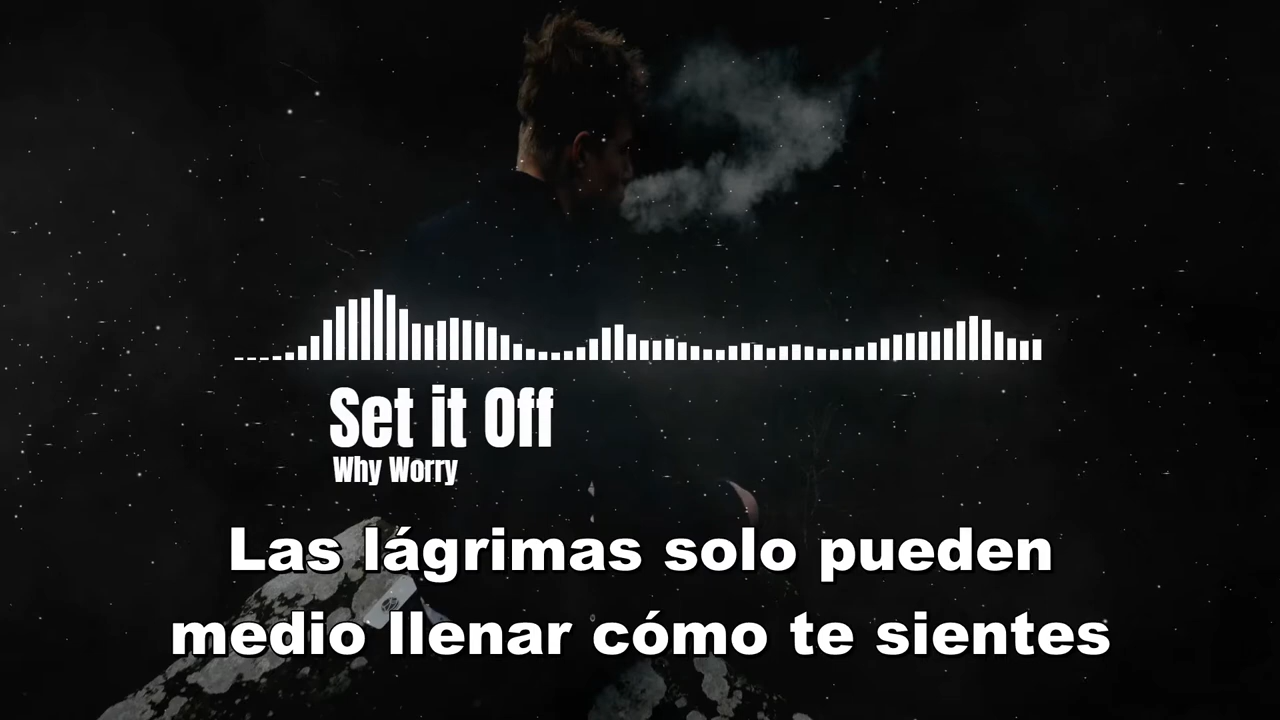 Set it Off
Why Worry
Las lágrimas solo pueden
medio llenar cómo te sientes